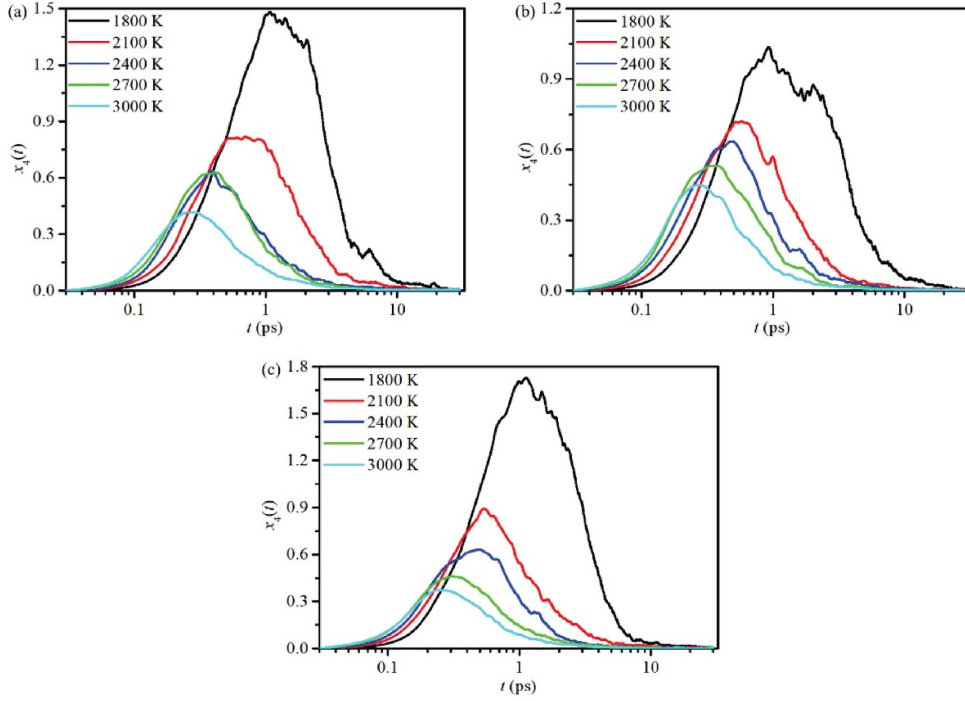 (a)
1800 K
2100 K
2400 K
2700 K
3000 K
1.5
1.2
0.9
0.6
0.3
0.0
x₄(t)
0.1
1
10
t (ps)
(b)
1800 K
2100 K
2400 K
2700 K
3000 K
1.2
0.9
0.6
0.3
0.0
x₄(t)
0.1
1
10
t (ps)
(c)
1800 K
2100 K
2400 K
2700 K
3000 K
1.8
1.5
1.2
0.9
0.6
0.3
0.0
x₄(t)
0.1
1
10
t (ps)